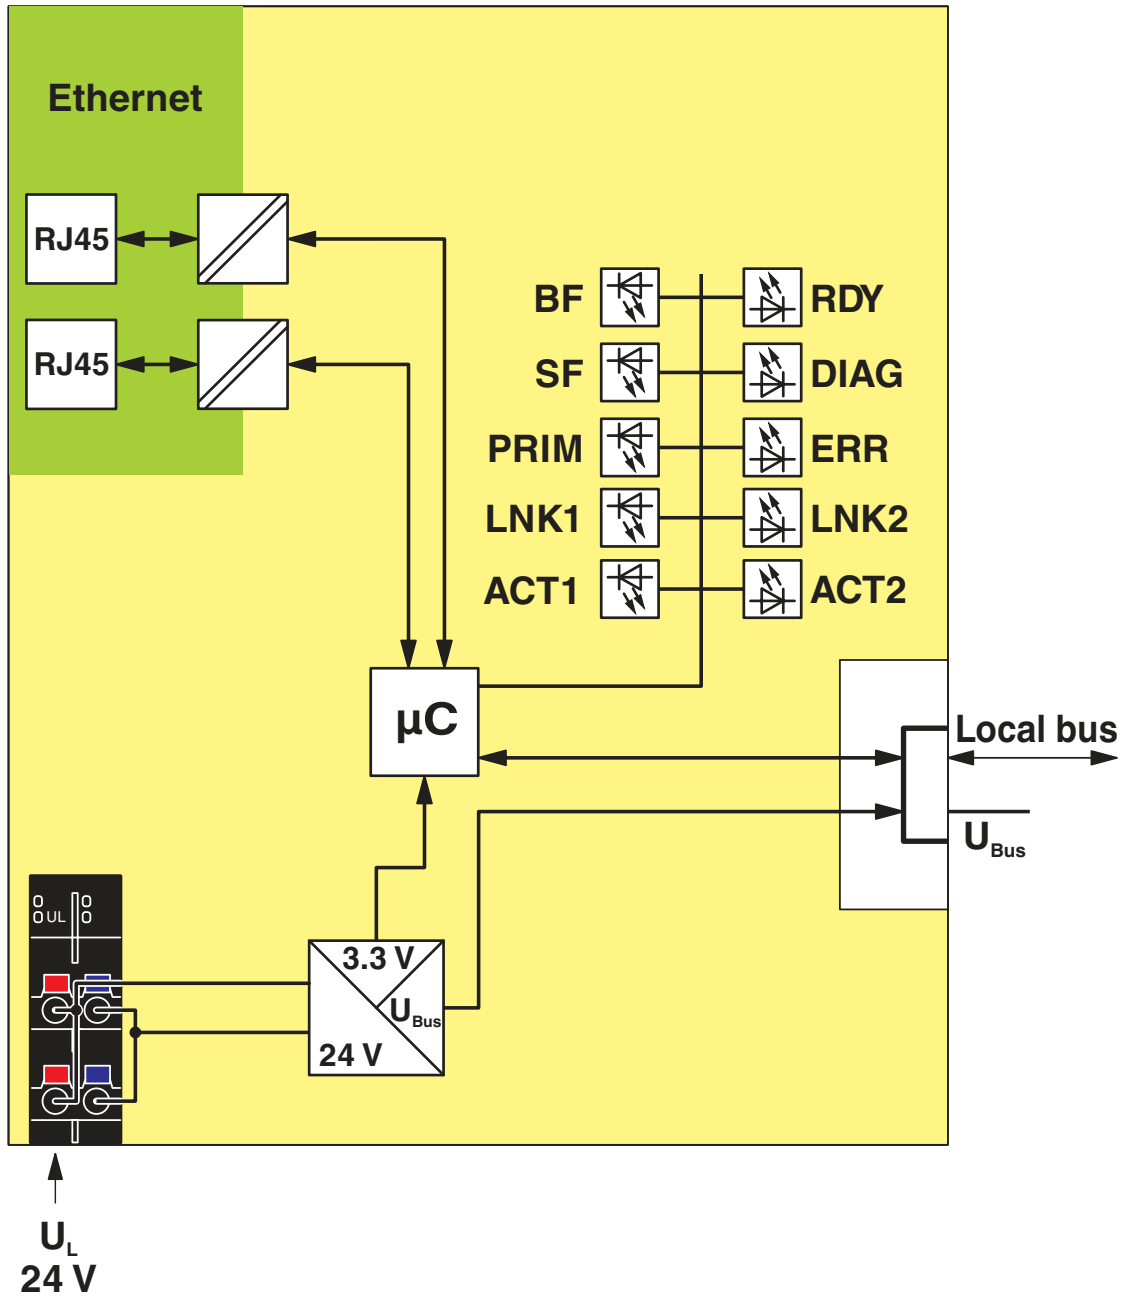 Ethernet
RJ45
RJ45
BF RDY
SF DIAG
PRIM ERR
LNK1 LNK2
ACT1 ACT2
µC
Local bus
UBus
UL
3.3 V
UBus
24 V
UL
24 V